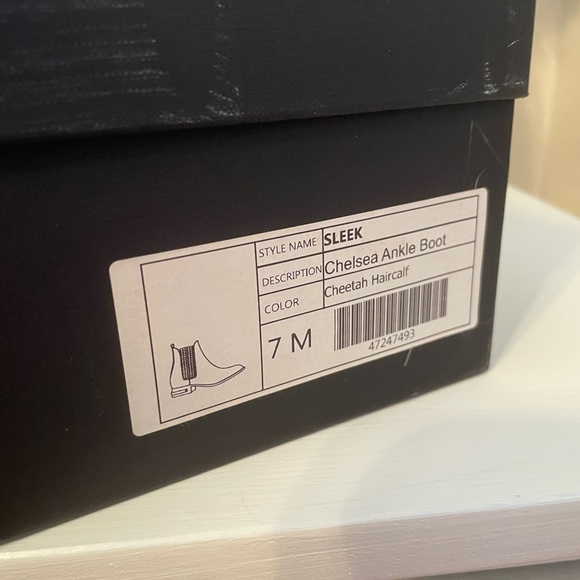 STYLE NAME SLEEK
DESCRIPTION Chelsea Ankle Boot
COLOR Cheetah Haircalf
7 M
47247493